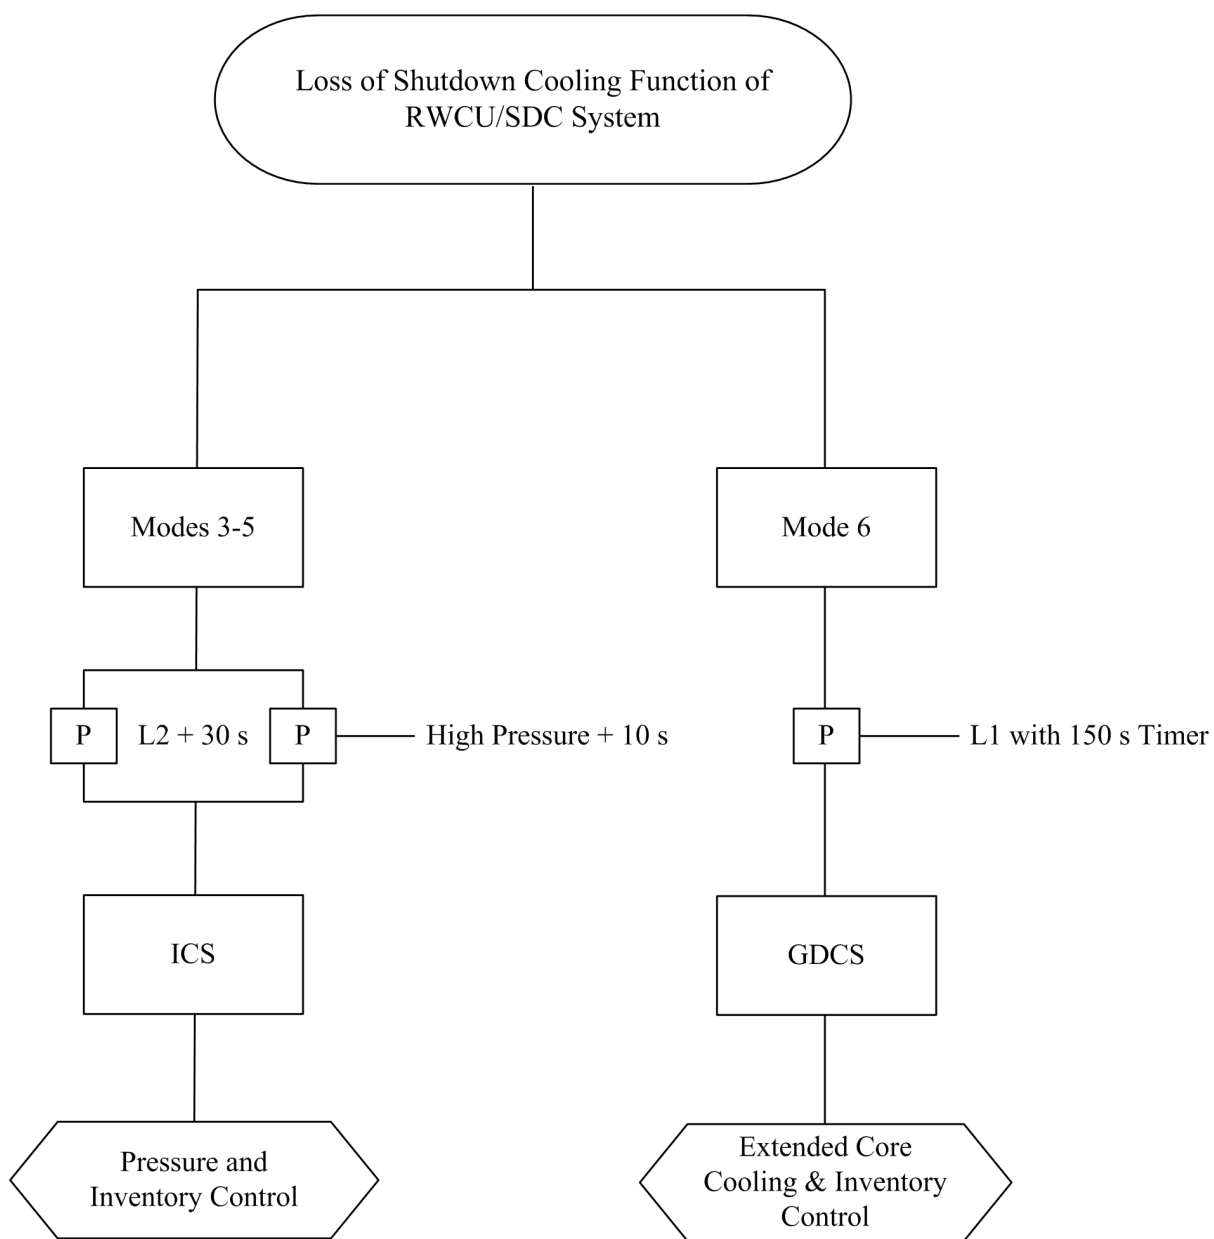 Loss of Shutdown Cooling Function of
RWCU/SDC System
Modes 3-5
Mode 6
P
L2 + 30 s
P
High Pressure + 10 s
P
L1 with 150 s Timer
ICS
GDCS
Pressure and
Inventory Control
Extended Core
Cooling & Inventory
Control